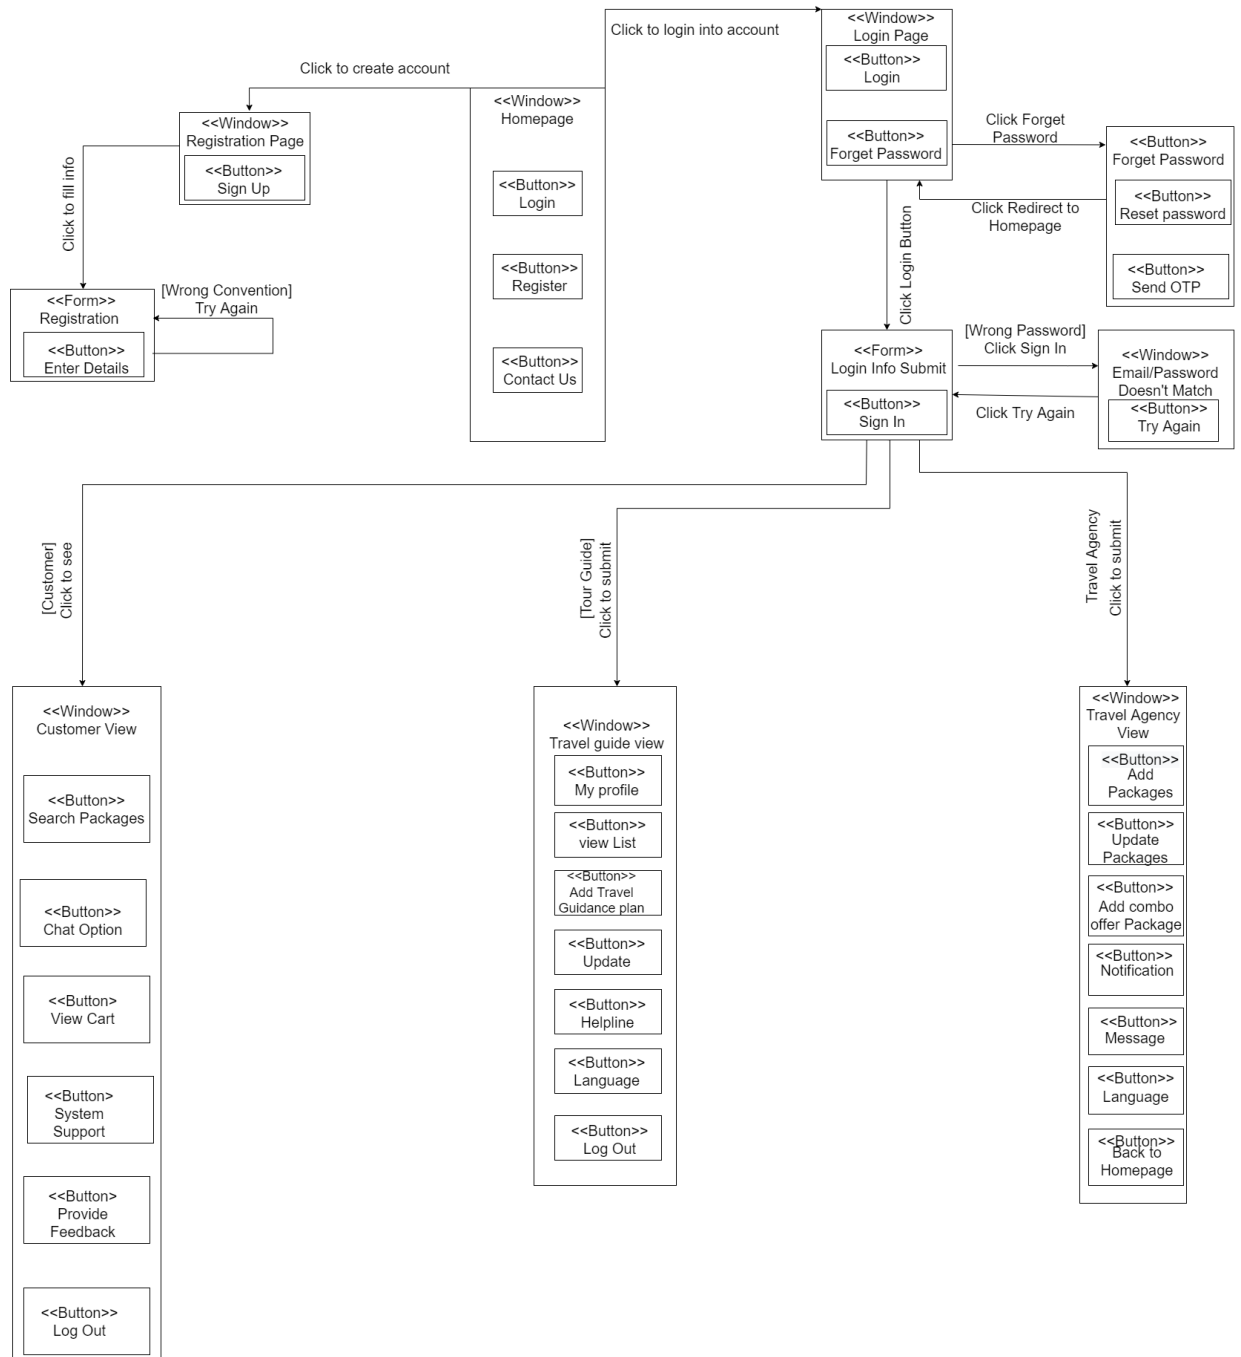 Click to login into account
<<Window>>
Login Page
<<Button>>
Login
<<Button>>
Forget Password
Click to create account
<<Window>>
Homepage
<<Button>>
Login
<<Button>>
Register
<<Button>>
Contact Us
<<Window>>
Registration Page
<<Button>>
Sign Up
Click to fill info
<<Form>>
Registration
<<Button>>
Enter Details
[Wrong Convention]
Try Again
Click Forget
Password
<<Button>>
Forget Password
<<Button>>
Reset password
<<Button>>
Send OTP
Click Redirect to
Homepage
Click Login Button
<<Form>>
Login Info Submit
<<Button>>
Sign In
[Wrong Password]
Click Sign In
<<Window>>
Email/Password
Doesn't Match
<<Button>>
Try Again
Click Try Again
[Customer]
Click to see
[Tour Guide]
Click to submit
Travel Agency
Click to submit
<<Window>>
Customer View
<<Button>>
Search Packages
<<Button>>
Chat Option
<<Button>
View Cart
<<Button>
System
Support
<<Button>
Provide
Feedback
<<Button>>
Log Out
<<Window>>
Travel guide view
<<Button>>
My profile
<<Button>>
view List
<<Button>>
Add Travel
Guidance plan
<<Button>>
Update
<<Button>>
Helpline
<<Button>>
Language
<<Button>>
Log Out
<<Window>>
Travel Agency
View
<<Button>>
Add
Packages
<<Button>>
Update
Packages
<<Button>>
Add combo
offer Package
<<Button>>
Notification
<<Button>>
Message
<<Button>>
Language
<<Button>>
Back to
Homepage